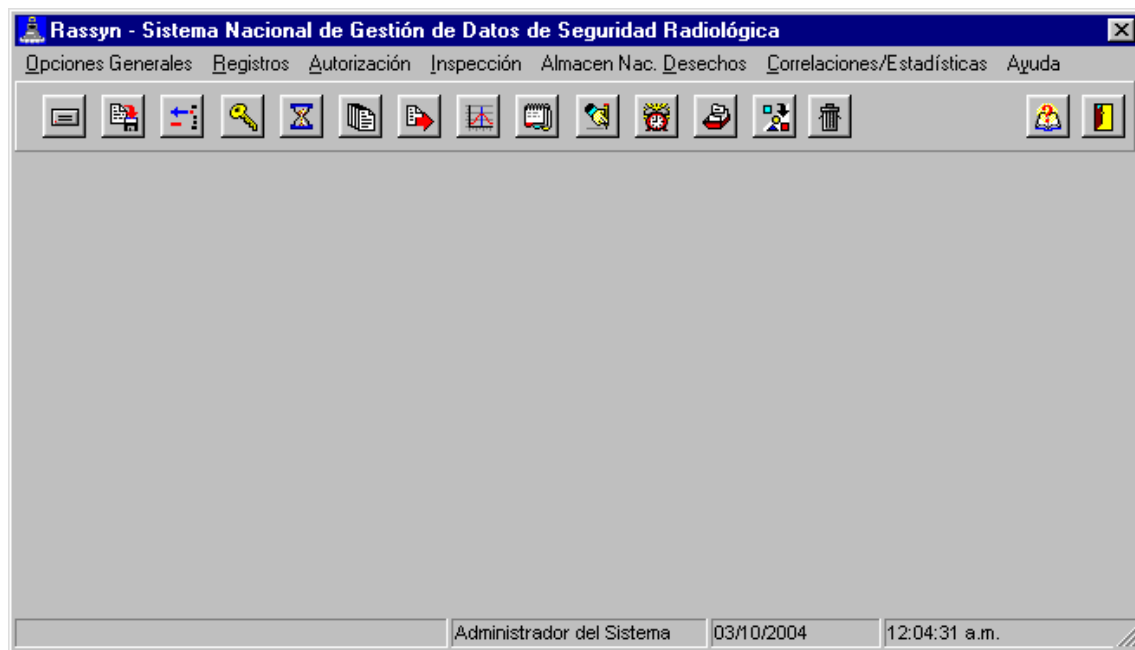 Rassyn - Sistema Nacional de Gestión de Datos de Seguridad Radiológica
Opciones Generales Registros Autorización Inspección Almacen Nac. Desechos Correlaciones/Estadísticas Ayuda
Administrador del Sistema 03/10/2004 12:04:31 a.m.